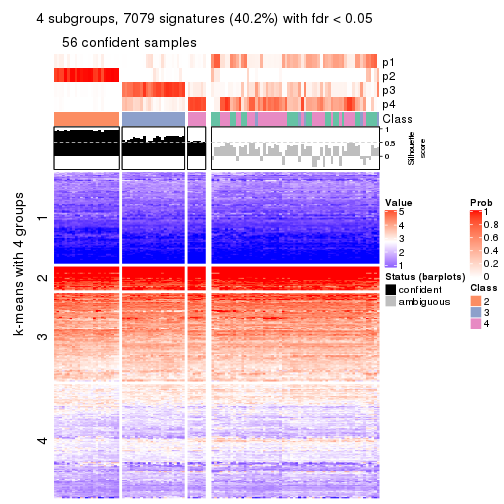 4 subgroups, 7079 signatures (40.2%) with fdr < 0.05
56 confident samples
p1
p2
p3
p4
Class
1
0.5
0
Silhouette
score
k-means with 4 groups
1
2
3
4
Value
5
4
3
2
1
Status (barplots)
confident
ambiguous
Prob
1
0.8
0.6
0.4
0.2
0
Class
2
3
4